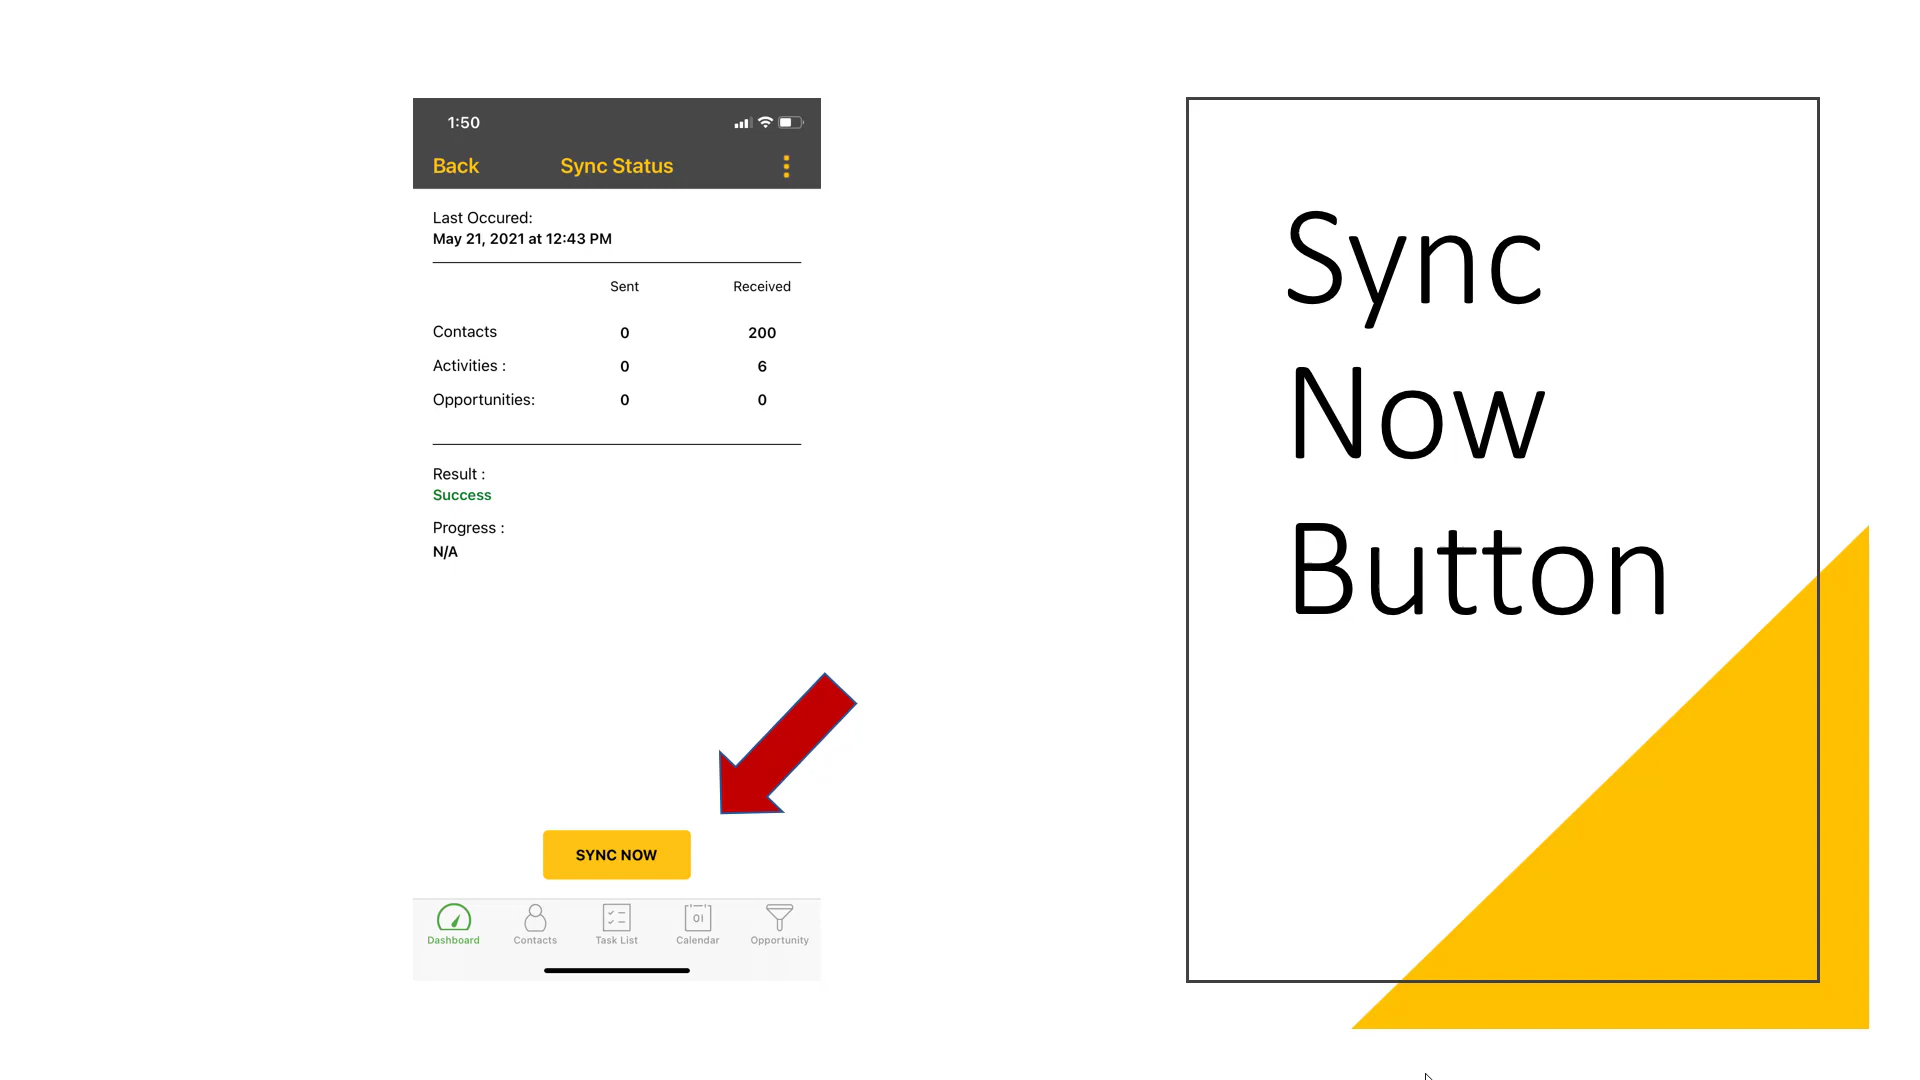 1:50
Back Sync Status
Last Occured:
May 21, 2021 at 12:43 PM
Sent Received
Contacts 0 200
Activities : 0 6
Opportunities: 0 0
Result :
Success
Progress :
N/A
SYNC NOW
01
Dashboard Contacts Task List Calendar Opportunity
Sync
Now
Button